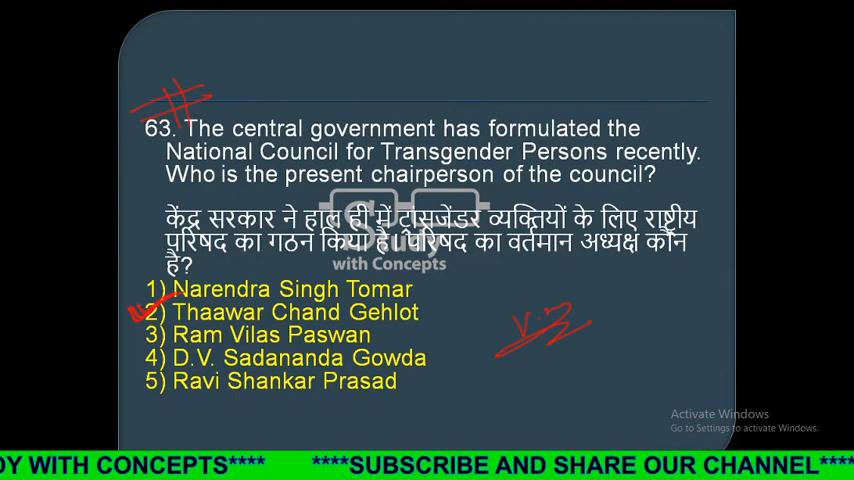 63. The central government has formulated the
National Council for Transgender Persons recently.
Who is the present chairperson of the council?
केंद्र सरकार ने हाल ही में ट्रांसजेंडर व्यक्तियों के लिए राष्ट्रीय
परिषद का गठन किया है। परिषद का वर्तमान अध्यक्ष कौन
है?
Study
with Concepts
1) Narendra Singh Tomar
2) Thaawar Chand Gehlot
3) Ram Vilas Paswan
4) D.V. Sadananda Gowda
5) Ravi Shankar Prasad
Activate Windows
Go to Settings to activate Windows.
DY WITH CONCEPTS**** ****SUBSCRIBE AND SHARE OUR CHANNEL****